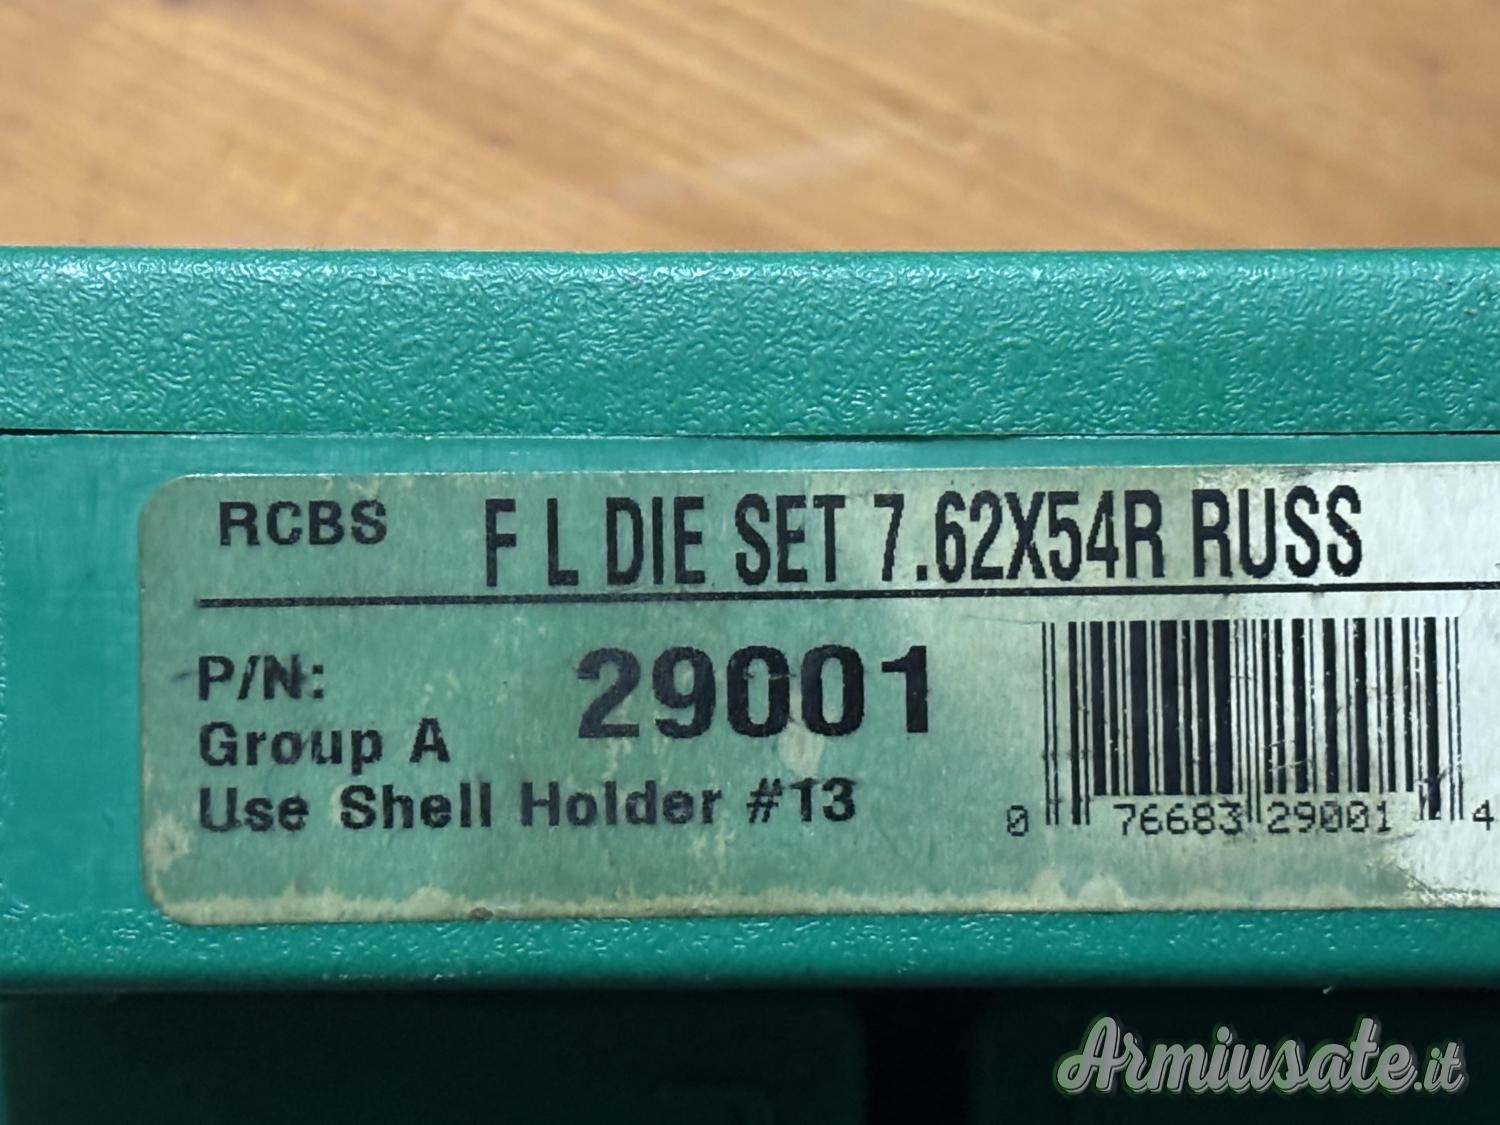 RCBS F L DIE SET 7.62X54R RUSS
P/N: 29001
Group A
Use Shell Holder #13
0 76683 29001 4
Armiusate.it